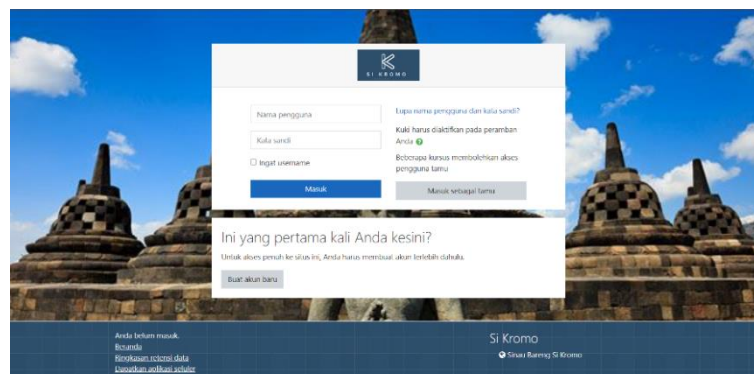 K
SI KROMO
Nama pengguna
Kata sandi
Ingat username
Masuk
Lupa nama pengguna dan kata sandi?
Kuki harus diaktifkan pada peramban
Anda
Beberapa kursus membolehkan akses
pengguna tamu
Masuk sebagai tamu
Ini yang pertama kali Anda kesini?
Untuk akses penuh ke situs ini, Anda harus membuat akun terlebih dahulu.
Buat akun baru
Anda belum masuk.
Beranda
Ringkasan retensi data
Dapatkan aplikasi seluler
Si Kromo
Sinau Bareng Si Kromo